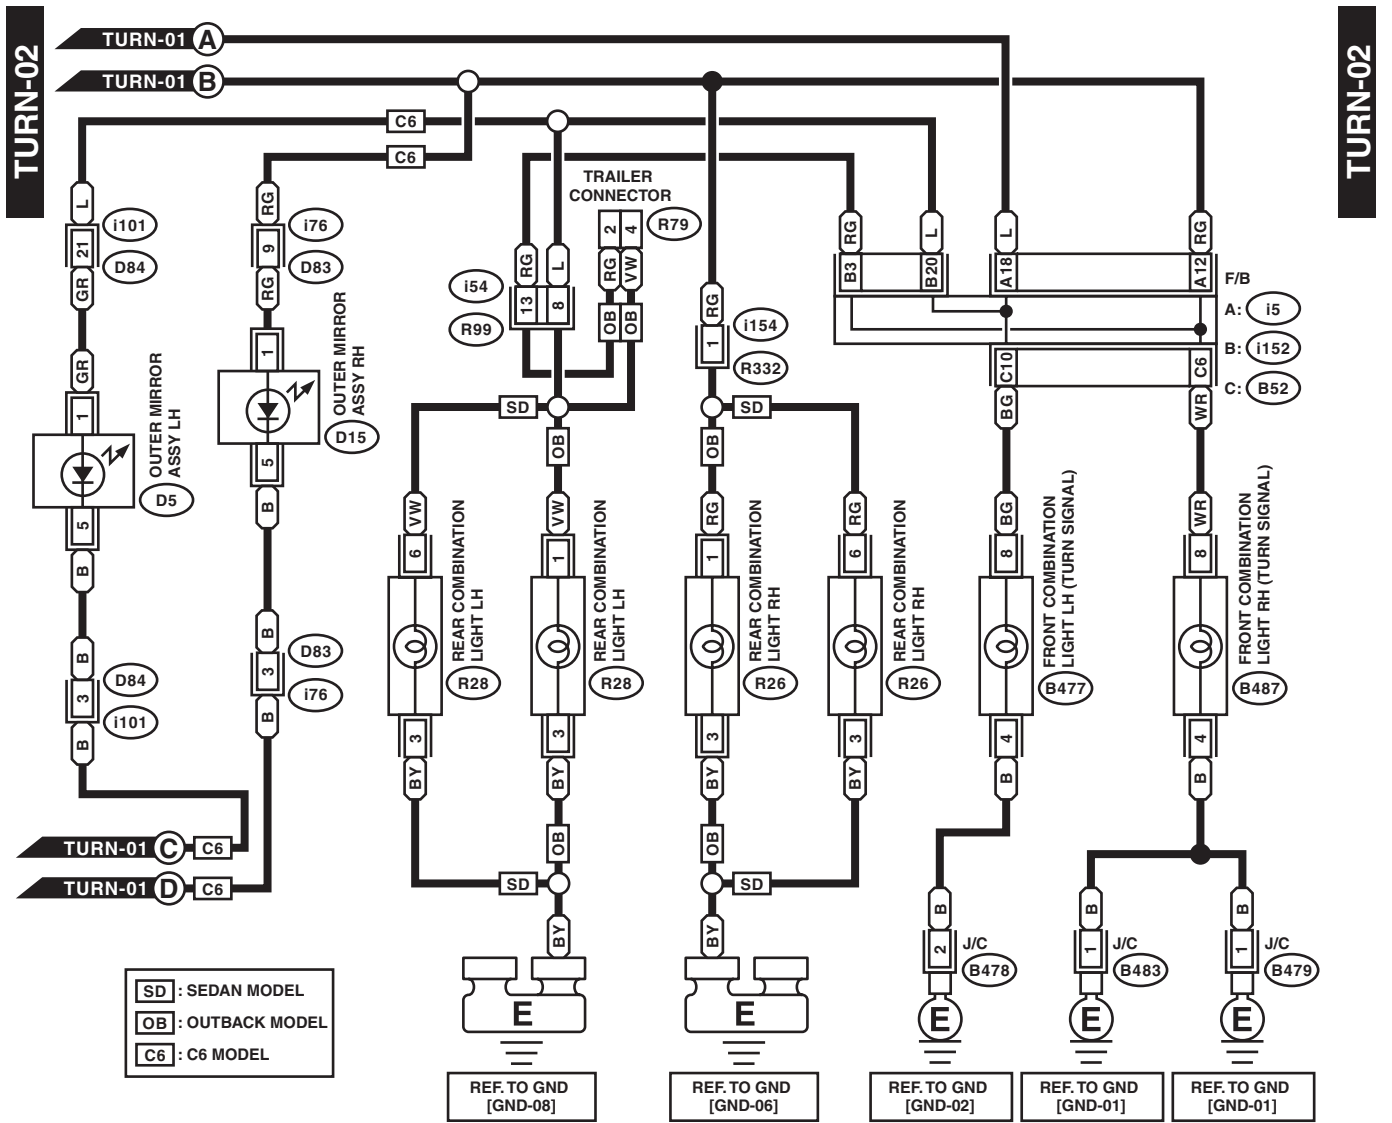 TURN-02
TURN-02
TURN-01 A
TURN-01 B
C6
C6
TRAILER
CONNECTOR
2 4
R79
L
i101
21
D84
GR
RG
i76
9
D83
RG
RG
L
i54
13 8
R99
RG VW
OB OB
RG
i154
1
R332
RG
L
L
RG
B3 B20 A18 A12
F/B
A: i5
B: i152
C: B52
C10 C6
BG
WR
GR
1
OUTER MIRROR
ASSY LH
D5
5
B
1
OUTER MIRROR
ASSY RH
D15
5
B
SD
OB
SD
OB
VW
6
REAR COMBINATION
LIGHT LH
R28
3
BY
VW
1
REAR COMBINATION
LIGHT LH
R28
3
BY
RG
1
REAR COMBINATION
LIGHT RH
R26
3
BY
RG
6
REAR COMBINATION
LIGHT RH
R26
3
BY
BG
8
FRONT COMBINATION
LIGHT LH (TURN SIGNAL)
B477
4
B
WR
8
FRONT COMBINATION
LIGHT RH (TURN SIGNAL)
B487
4
B
B
D84
3
i101
B
B
D83
3
i76
B
TURN-01 C C6
TURN-01 D C6
OB
SD
BY
OB
SD
BY
B
2
J/C
B478
B
1
J/C
B483
B
1
J/C
B479
E
E
E
E
E
SD : SEDAN MODEL
OB : OUTBACK MODEL
C6 : C6 MODEL
REF. TO GND
[GND-08]
REF. TO GND
[GND-06]
REF. TO GND
[GND-02]
REF. TO GND
[GND-01]
REF. TO GND
[GND-01]